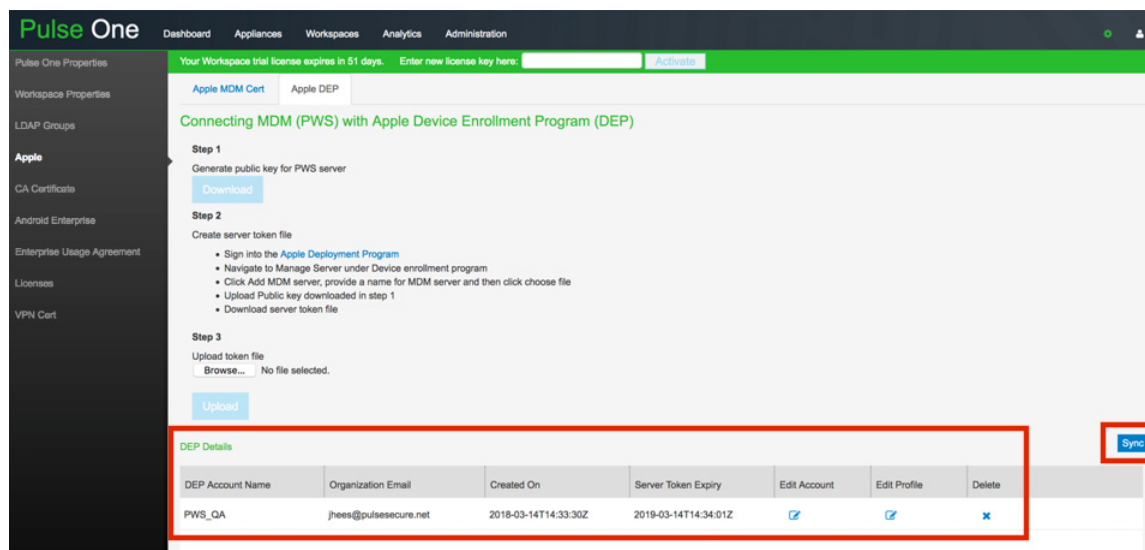 Pulse One
Dashboard Appliances Workspaces Analytics Administration
Pulse One Properties
Workspace Properties
LDAP Groups
Apple
CA Certificate
Android Enterprise
Enterprise Usage Agreement
Licenses
VPN Cert
Your Workspace trial license expires in 51 days. Enter new license key here: Activate
Apple MDM Cert Apple DEP
Connecting MDM (PWS) with Apple Device Enrollment Program (DEP)
Step 1
Generate public key for PWS server
Download
Step 2
Create server token file
• Sign into the Apple Deployment Program
• Navigate to Manage Server under Device enrollment program
• Click Add MDM server, provide a name for MDM server and then click choose file
• Upload Public key downloaded in step 1
• Download server token file
Step 3
Upload token file
Browse... No file selected.
Upload
DEP Details Sync
DEP Account Name Organization Email Created On Server Token Expiry Edit Account Edit Profile Delete
PWS_QA jhees@pulsesecure.net 2018-03-14T14:33:30Z 2019-03-14T14:34:01Z